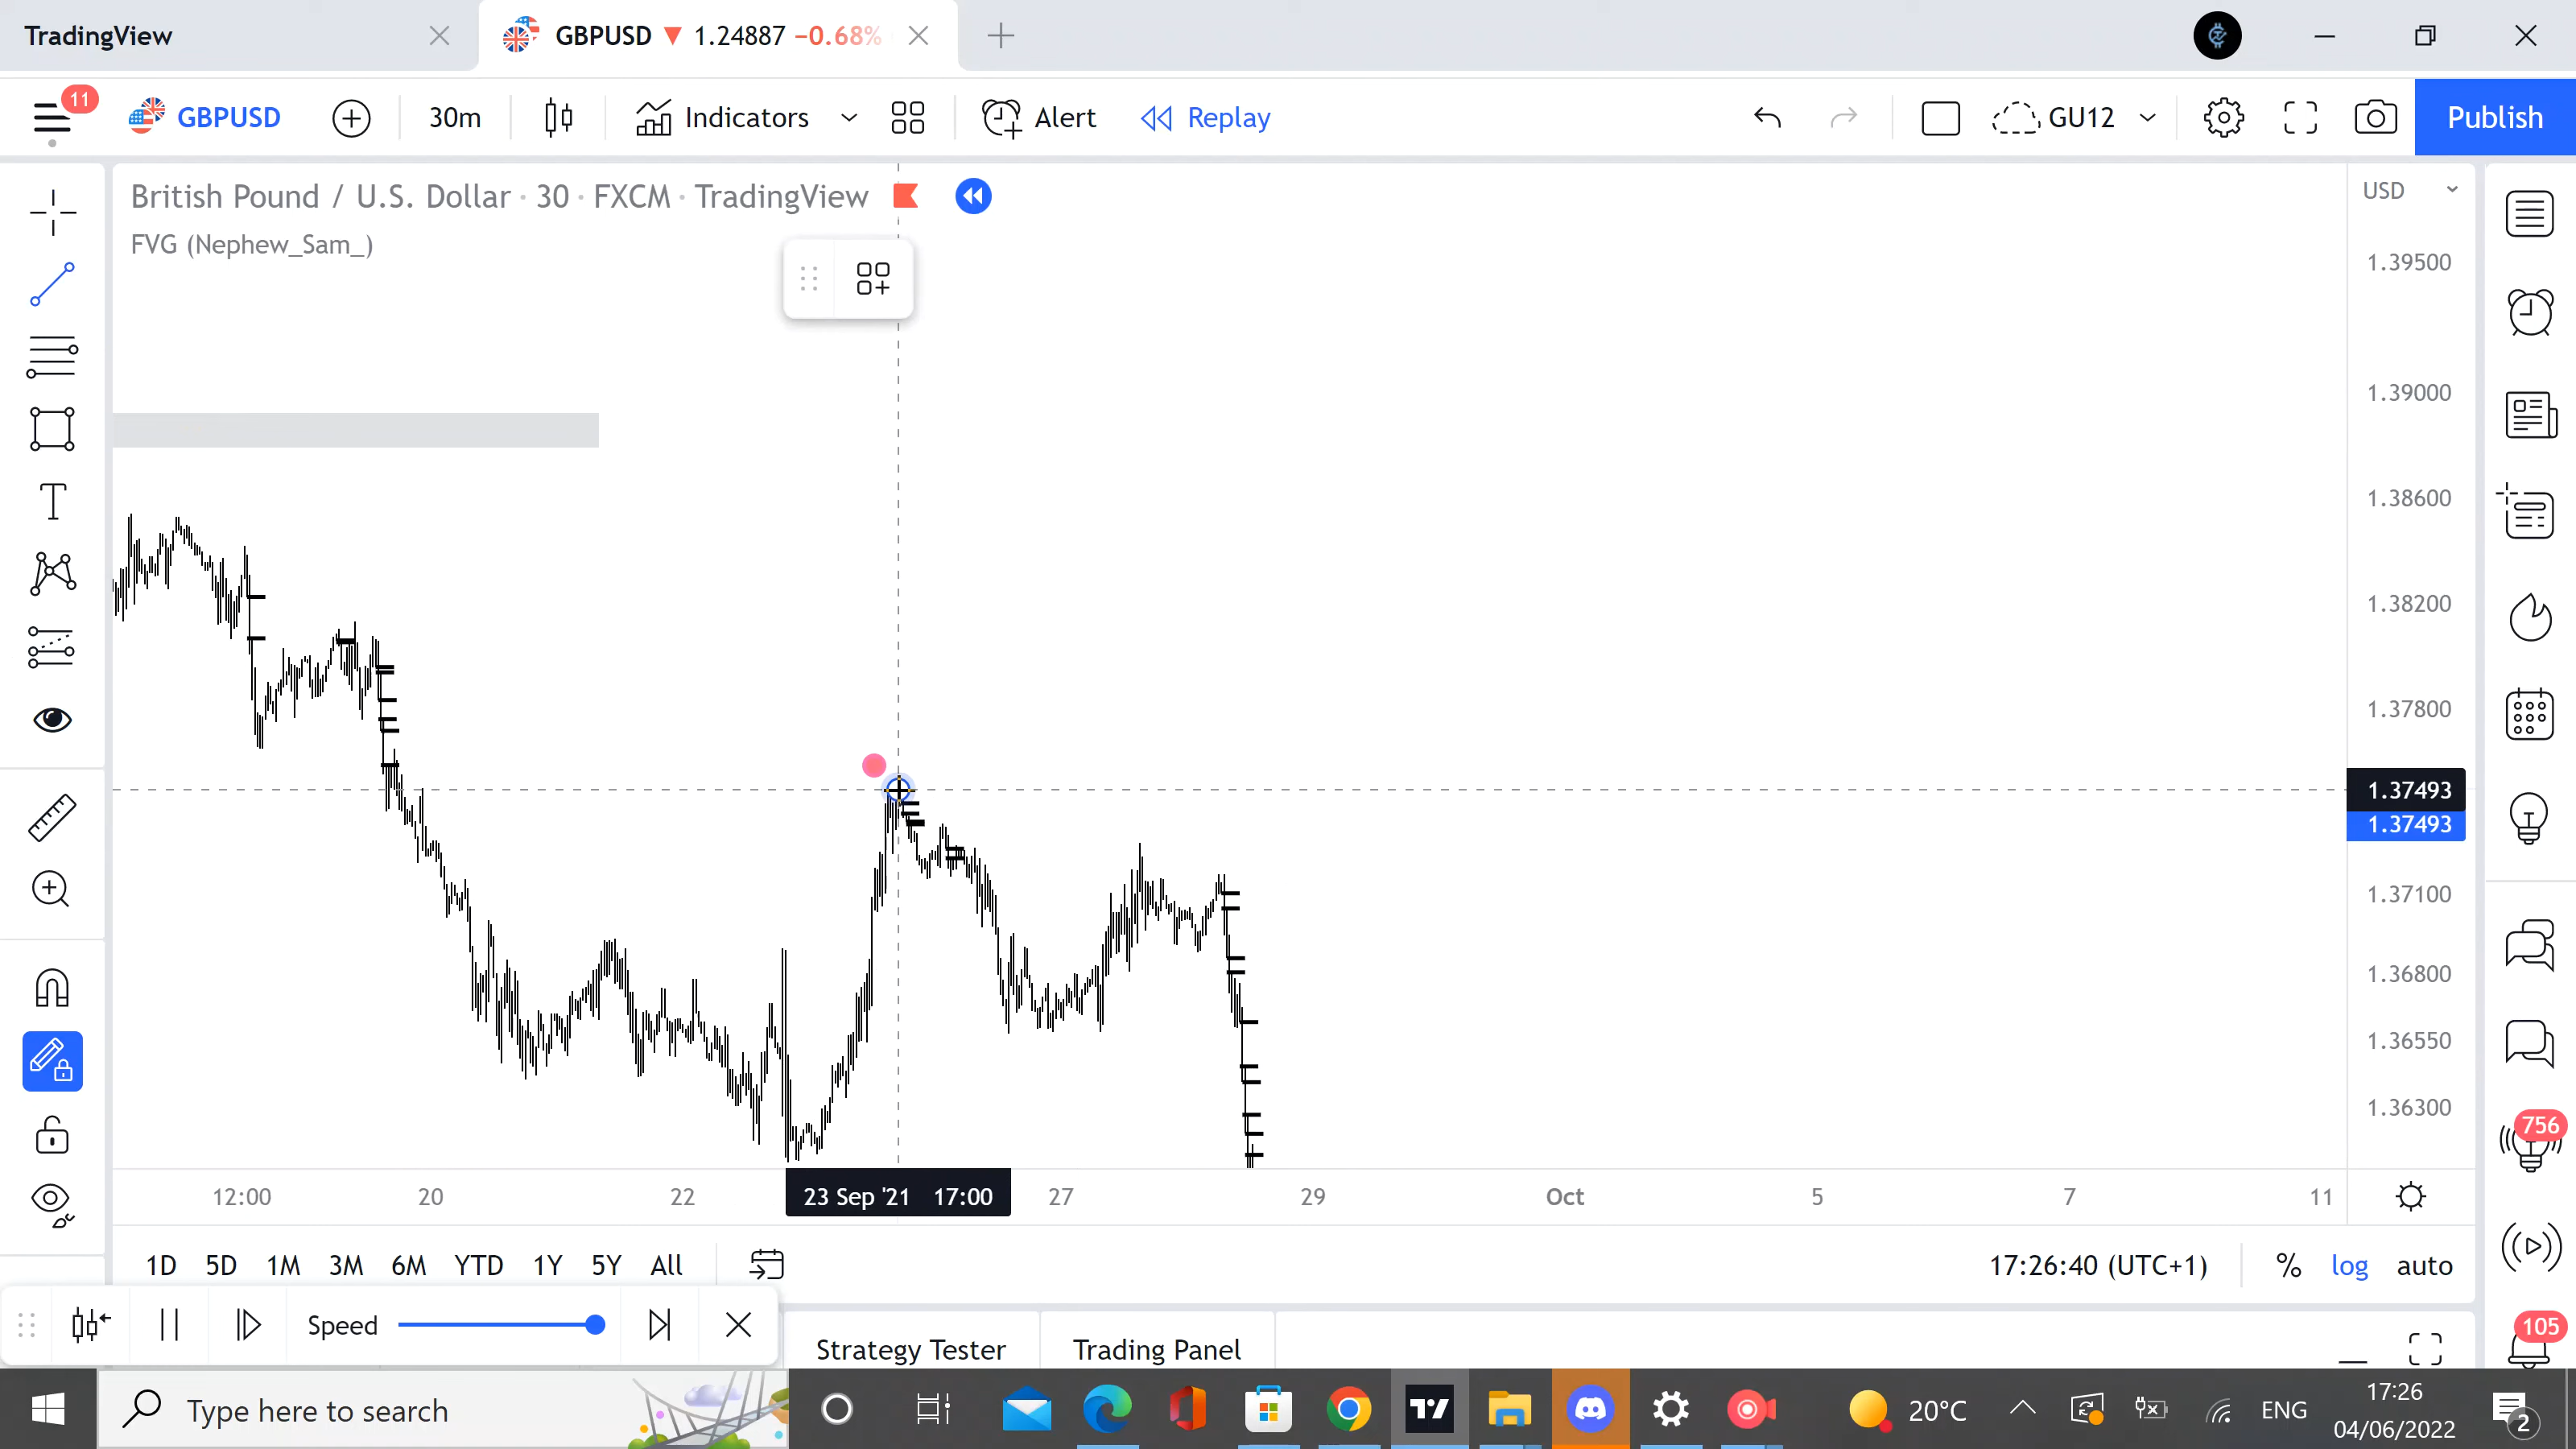 TradingView
GBPUSD ▼ 1.24887 −0.68%
11
GBPUSD 30m Indicators Alert Replay GU12 Publish
British Pound / U.S. Dollar · 30 · FXCM · TradingView
FVG (Nephew_Sam_)
USD
1.39500
1.39000
1.38600
1.38200
1.37800
1.37493
1.37493
1.37100
1.36800
1.36550
1.36300
12:00 20 22 23 Sep '21 17:00 27 29 Oct 5 7 11
1D 5D 1M 3M 6M YTD 1Y 5Y All
17:26:40 (UTC+1) % log auto
756
105
Speed
Strategy Tester Trading Panel
Type here to search
20°C ENG
17:26
04/06/2022
2